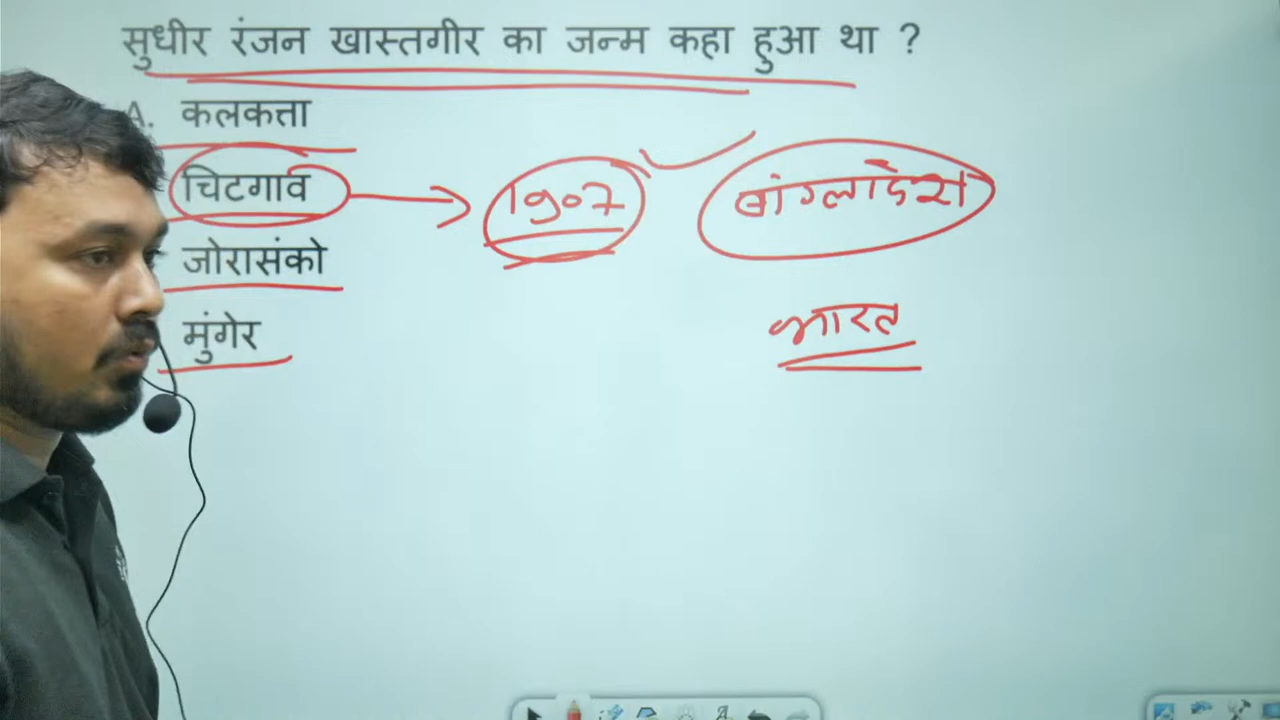 सुधीर रंजन खास्तगीर का जन्म कहा हुआ था ?
A. कलकत्ता
चिटगाव → 1907 बांग्लादेश
जोरासंको
मुंगेर
भारत